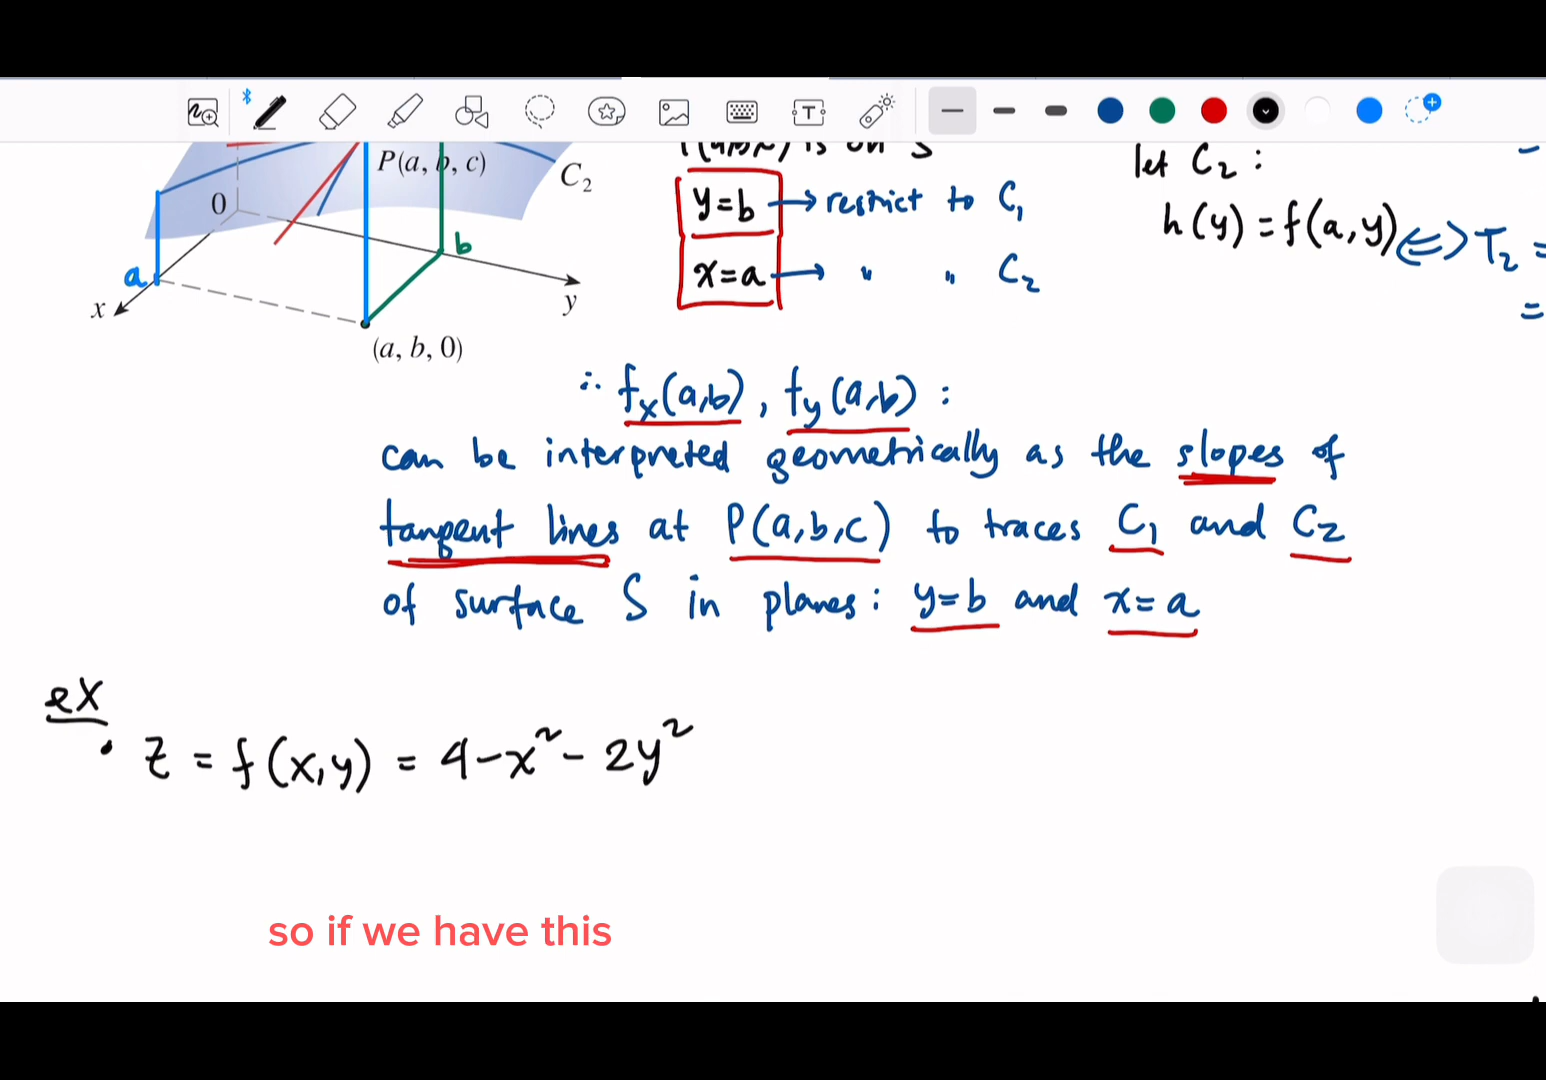 P(a, b, c)
C2
0
b
a
x
y
(a, b, 0)
is on S
y=b → restrict to C1
x=a → " " C2
let C2 :
h(y) = f(a,y) <=> T2 =
=
∴ fx(a,b), fy(a,b) :
can be interpreted geometrically as the slopes of
tangent lines at P(a,b,c) to traces C1 and C2
of surface S in planes: y=b and x=a
ex
• z = f(x,y) = 4-x²-2y²
so if we have this